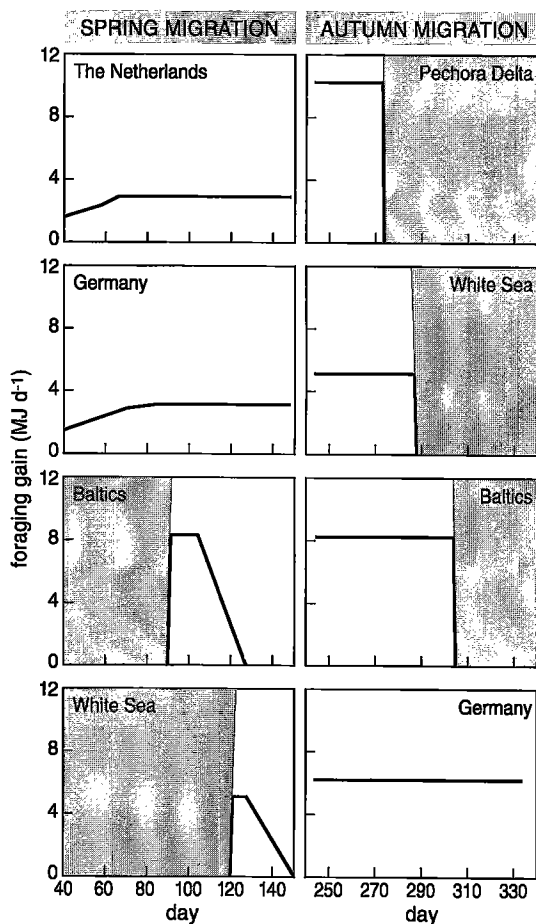 SPRING MIGRATION
AUTUMN MIGRATION
The Netherlands
Pechora Delta
12
8
4
0
Germany
White Sea
12
8
4
0
foraging gain (MJ d⁻¹)
Baltics
Baltics
12
8
4
0
White Sea
Germany
12
8
4
0
40 60 80 100 120 140
250 270 290 310 330
day
day